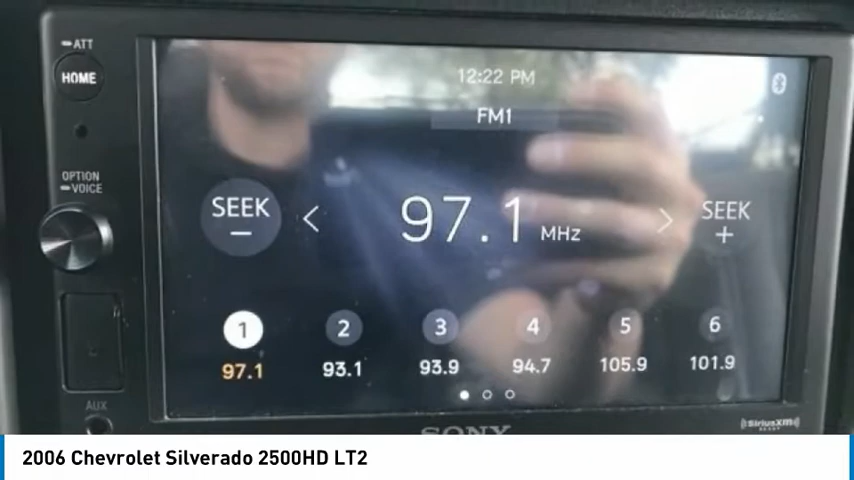 ATT
HOME
12:22 PM
FM1
OPTION
VOICE
SEEK
−
<
97.1 MHz
>
SEEK
+
1 2 3 4 5 6
97.1 93.1 93.9 94.7 105.9 101.9
AUX
SONY
SiriusXM
READY
2006 Chevrolet Silverado 2500HD LT2